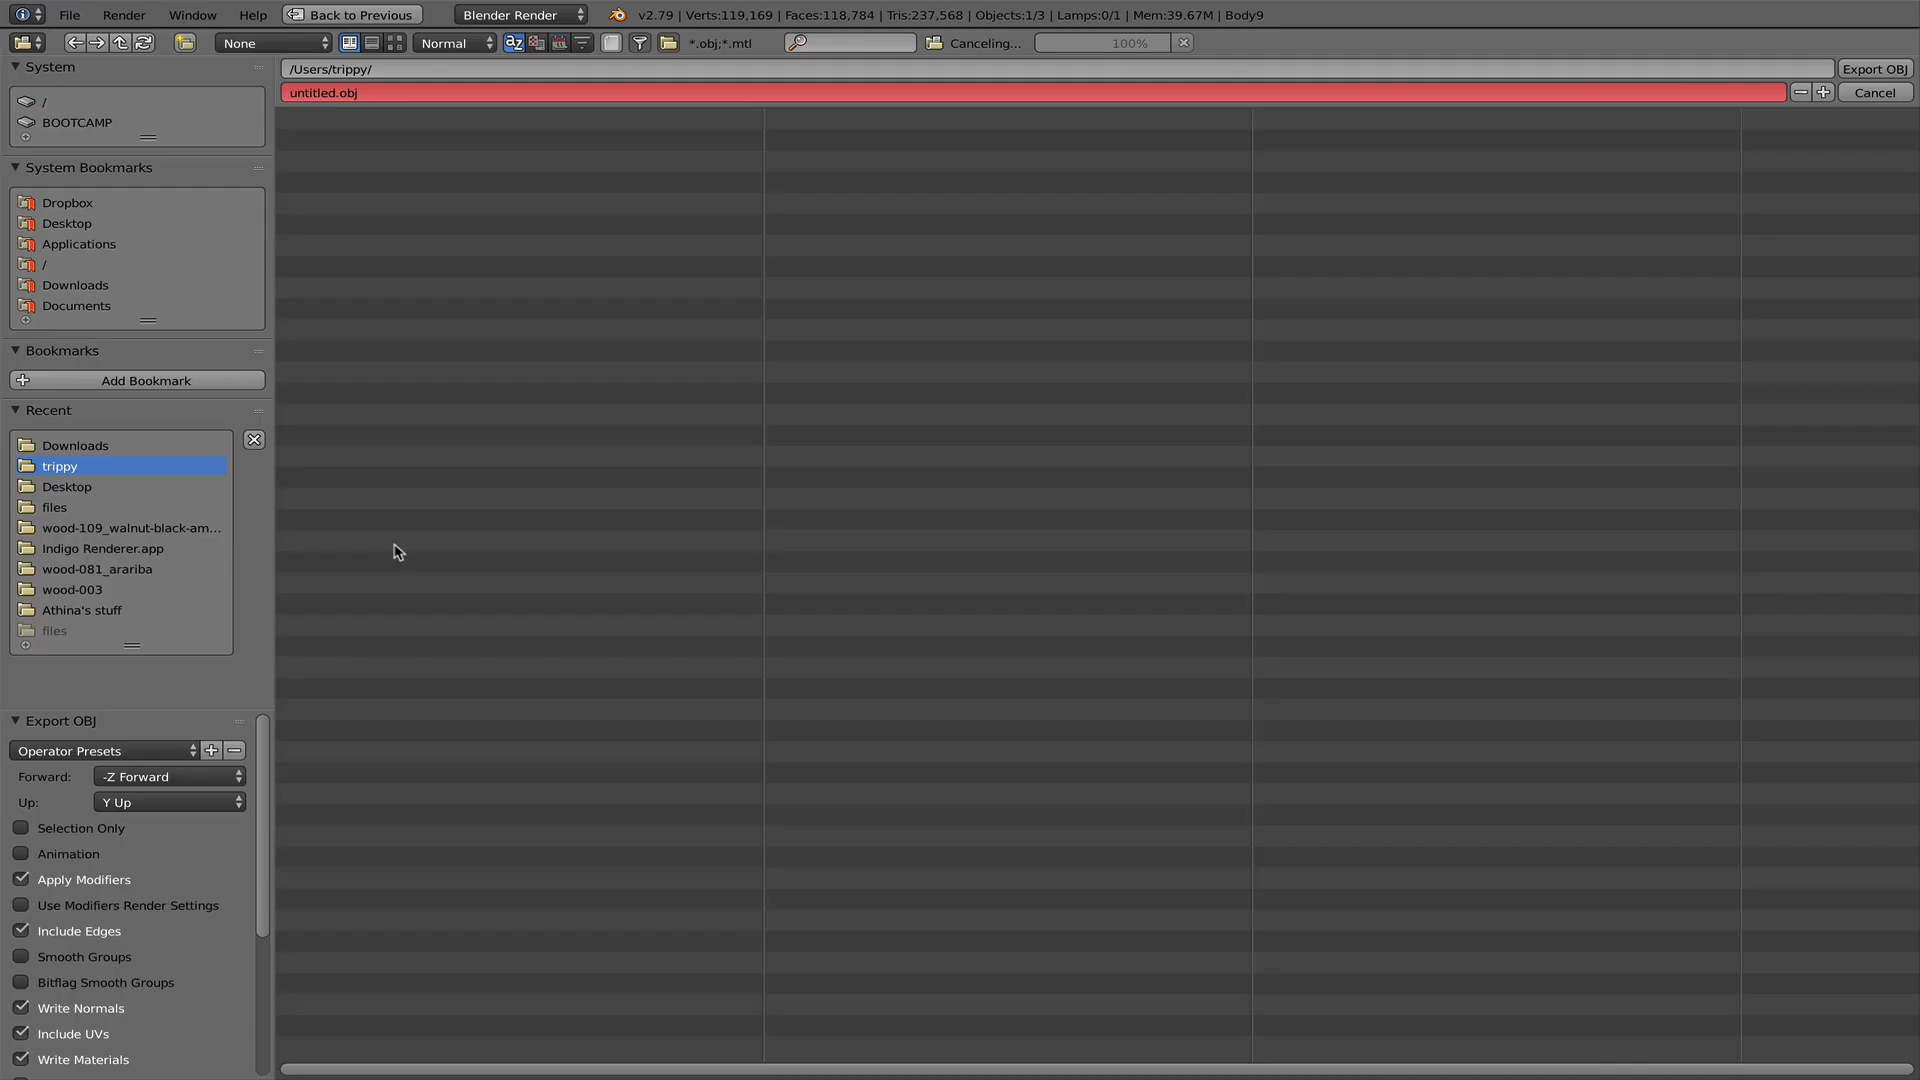 File Render Window Help Back to Previous Blender Render v2.79 | Verts:119,169 | Faces:118,784 | Tris:237,568 | Objects:1/3 | Lamps:0/1 | Mem:39.67M | Body9
None Normal *.obj;*.mtl Canceling... 100%
System
/
BOOTCAMP
System Bookmarks
Dropbox
Desktop
Applications
/
Downloads
Documents
Bookmarks
Add Bookmark
Recent
Downloads
trippy
Desktop
files
wood-109_walnut-black-am...
Indigo Renderer.app
wood-081_arariba
wood-003
Athina's stuff
files
Export OBJ
Operator Presets
Forward: -Z Forward
Up: Y Up
Selection Only
Animation
Apply Modifiers
Use Modifiers Render Settings
Include Edges
Smooth Groups
Bitflag Smooth Groups
Write Normals
Include UVs
Write Materials
/Users/trippy/ Export OBJ
untitled.obj Cancel